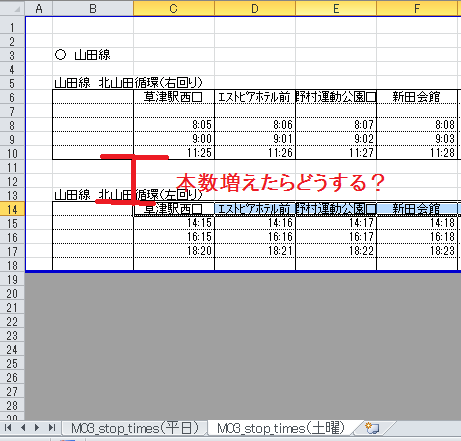 A B C D E F
1
2
3 ○ 山田線
4
5 山田線 北山田循環(右回り)
6 草津駅西口 エストピアホテル前 野村運動公園口 新田会館
7
8 8:05 8:06 8:07 8:08
9 9:00 9:01 9:02 9:03
10 11:25 11:26 11:27 11:28
11
12 本数増えたらどうする？
13 山田線 北山田循環(左回り)
14 草津駅西口 エストピアホテル前 野村運動公園口 新田会館
15 14:15 14:16 14:17 14:18
16 16:15 16:16 16:17 16:18
17 18:20 18:21 18:22 18:23
18
19
20
21
22
23
24
25
26
27
28
29
MC3_stop_times(平日) MC3_stop_times(土曜)